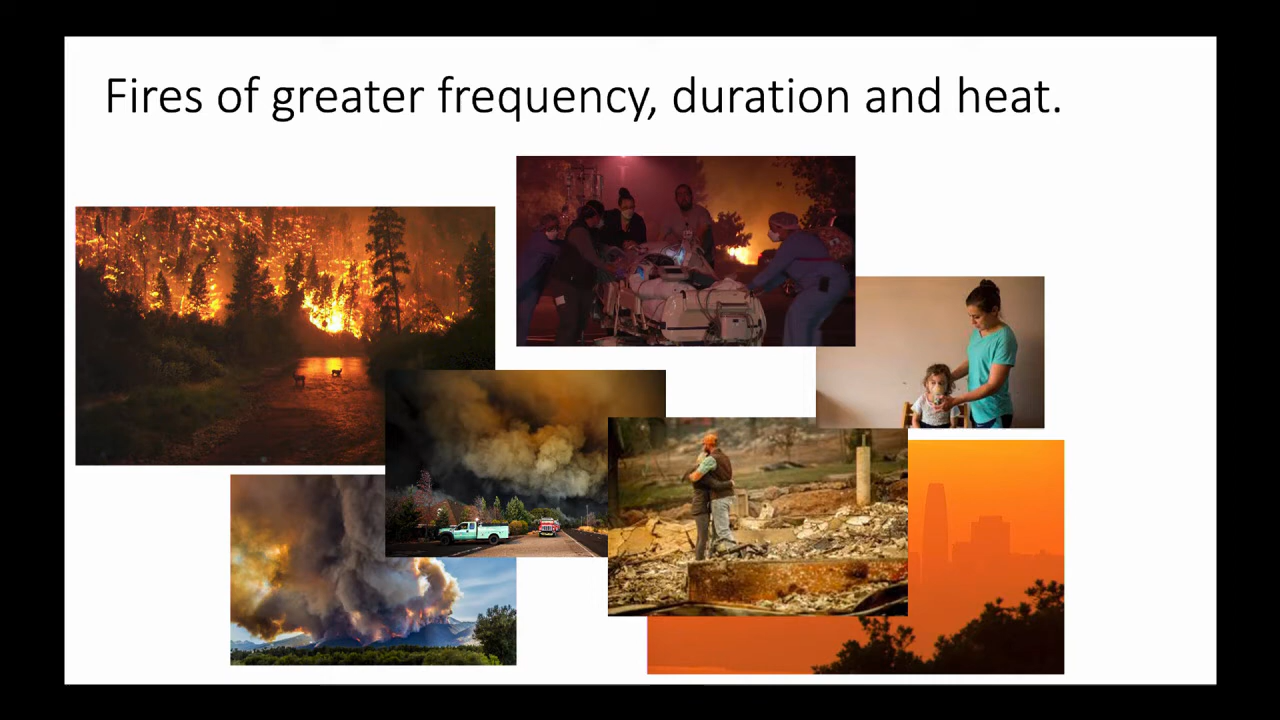 Fires of greater frequency, duration and heat.